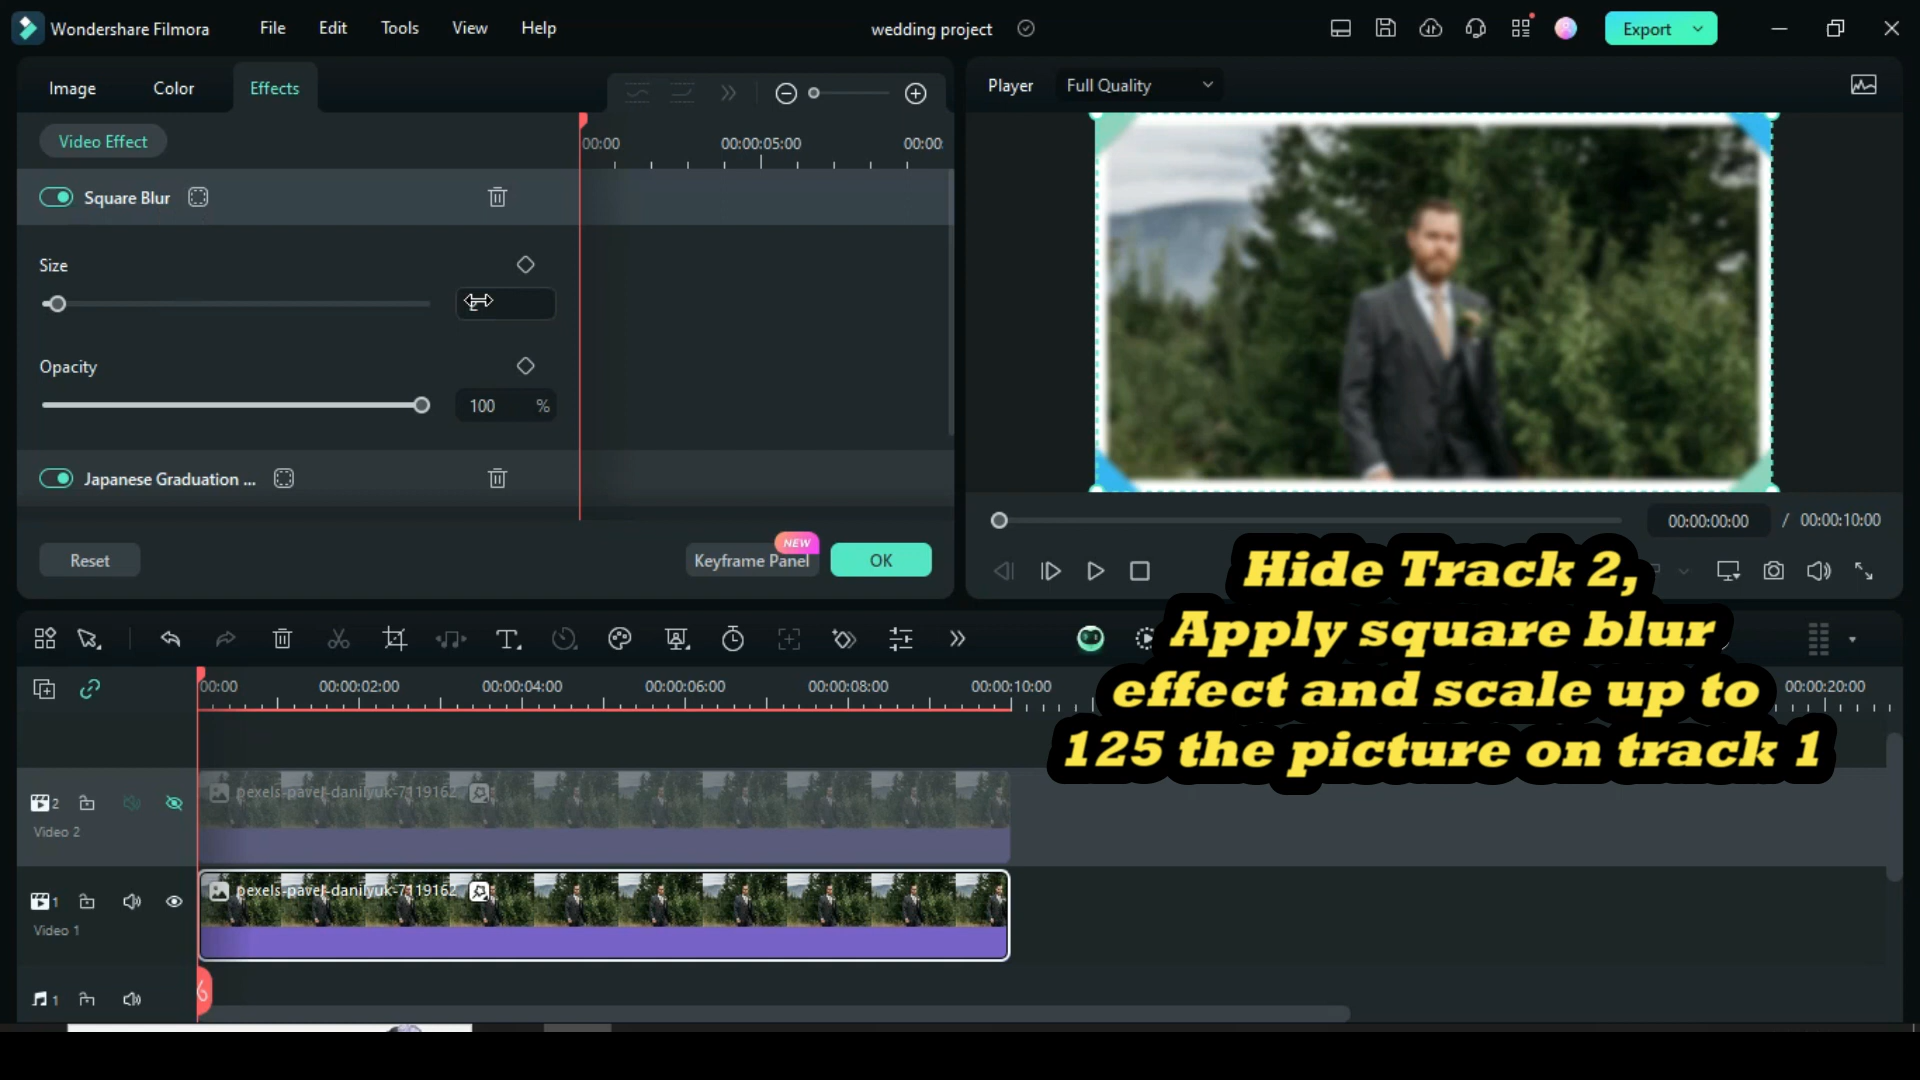 Wondershare Filmora
File
Edit
Tools
View
Help
wedding project
Export
Image
Color
Effects
Player
Full Quality
Video Effect
00:00
00:00:05:00
00:00:
Square Blur
Size
Opacity
100 %
Japanese Graduation ...
Reset
NEW
Keyframe Panel
OK
00:00:00:00 / 00:00:10:00
Hide Track 2,
Apply square blur
effect and scale up to
125 the picture on track 1
00:00
00:00:02:00
00:00:04:00
00:00:06:00
00:00:08:00
00:00:10:00
00:00:20:00
pexels-pavel-danilyuk-7119162
2
Video 2
pexels-pavel-danilyuk-7119162
1
Video 1
1